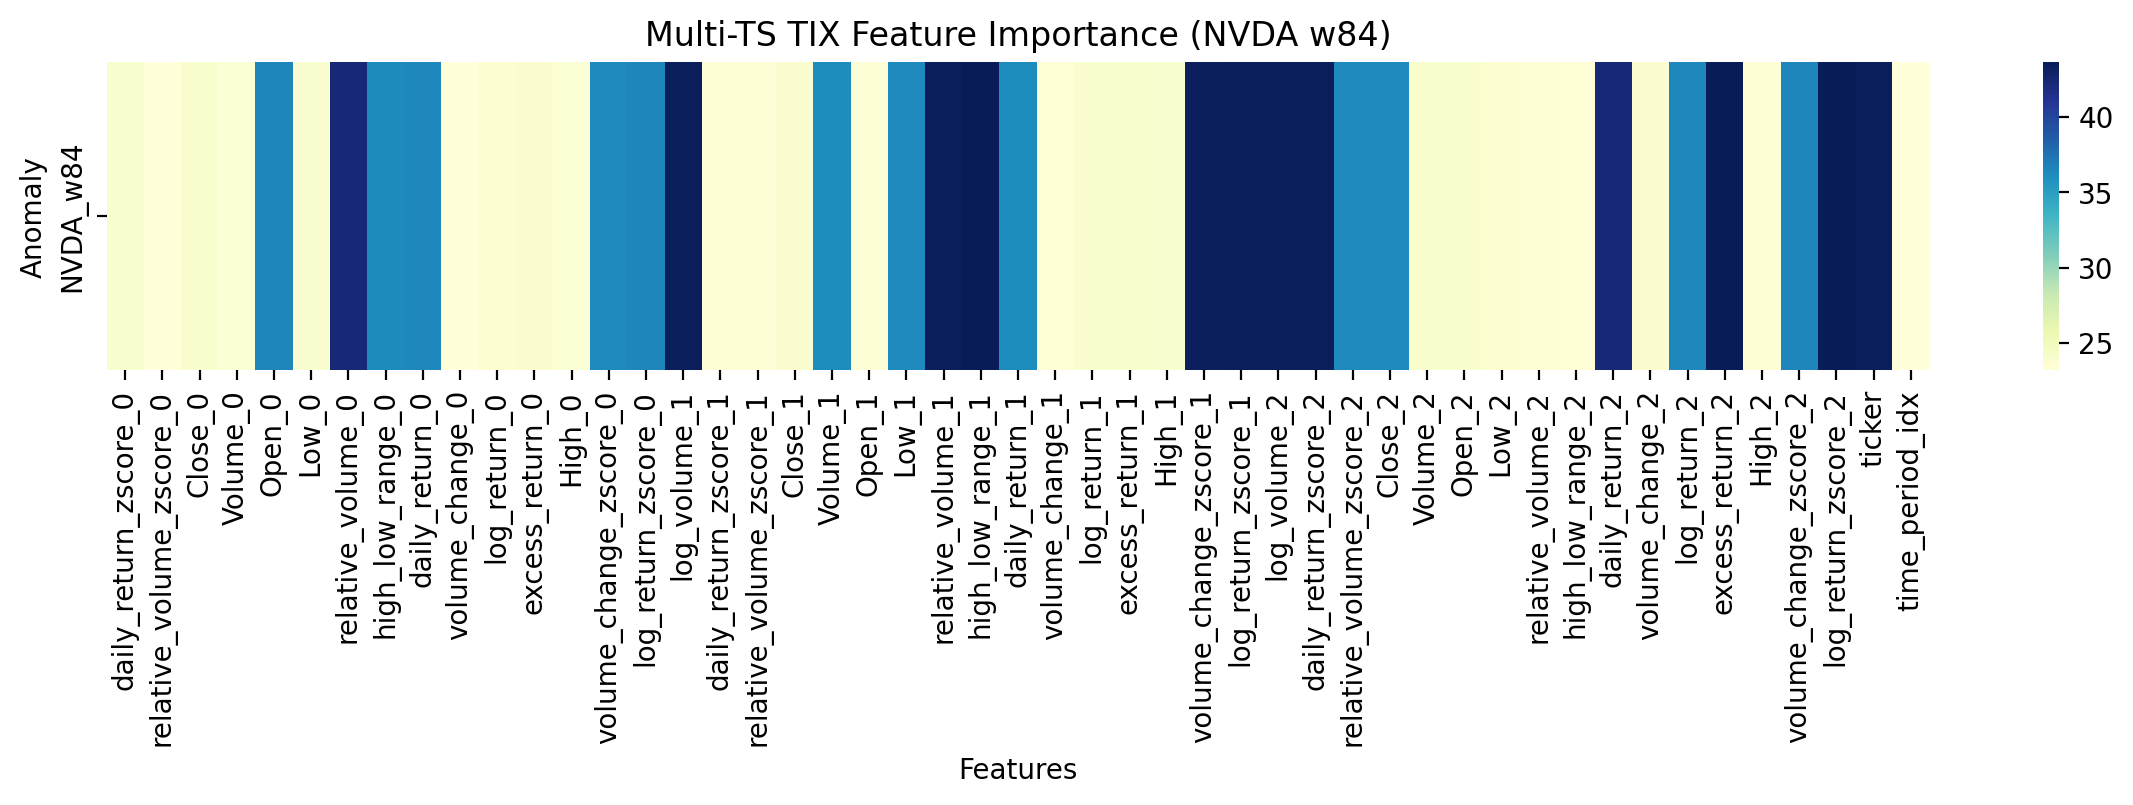 Multi-TS TIX Feature Importance (NVDA w84)
Anomaly
NVDA_w84
40
35
30
25
daily_return_zscore_0
relative_volume_zscore_0
Close_0
Volume_0
Open_0
Low_0
relative_volume_0
high_low_range_0
daily_return_0
volume_change_0
log_return_0
excess_return_0
High_0
volume_change_zscore_0
log_return_zscore_0
log_volume_1
daily_return_zscore_1
relative_volume_zscore_1
Close_1
Volume_1
Open_1
Low_1
relative_volume_1
high_low_range_1
daily_return_1
volume_change_1
log_return_1
excess_return_1
High_1
volume_change_zscore_1
log_return_zscore_1
log_volume_2
daily_return_zscore_2
relative_volume_zscore_2
Close_2
Volume_2
Open_2
Low_2
relative_volume_2
high_low_range_2
daily_return_2
volume_change_2
log_return_2
excess_return_2
High_2
volume_change_zscore_2
log_return_zscore_2
ticker
time_period_idx
Features